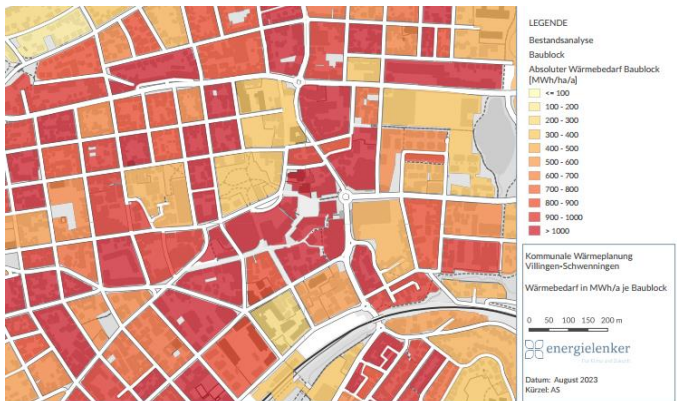 LEGENDE
Bestandsanalyse
Baublock
Absoluter Wärmebedarf Baublock
[MWh/ha/a]
<= 100
100 - 200
200 - 300
300 - 400
400 - 500
500 - 600
600 - 700
700 - 800
800 - 900
900 - 1000
> 1000
Kommunale Wärmeplanung
Villingen-Schwenningen
Wärmebedarf in MWh/a je Baublock
0 50 100 150 200 m
energielenker
Datum: August 2023
Kürzel: AS